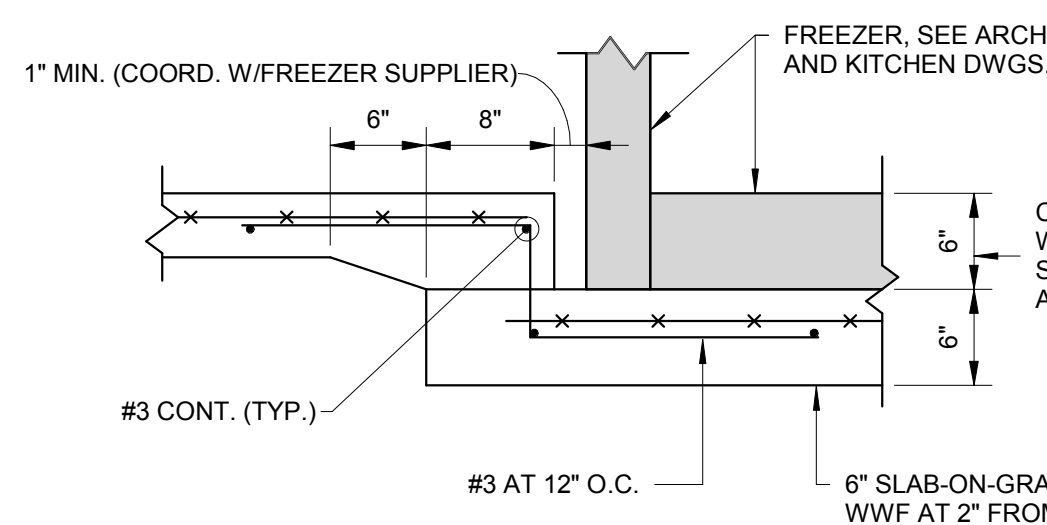 FREEZER, SEE ARCH
AND KITCHEN DWGS.
1" MIN. (COORD. W/FREEZER SUPPLIER)
6" 8"
6"
6"
#3 CONT. (TYP.)
#3 AT 12" O.C.
6" SLAB-ON-GRA
WWF AT 2" FROM